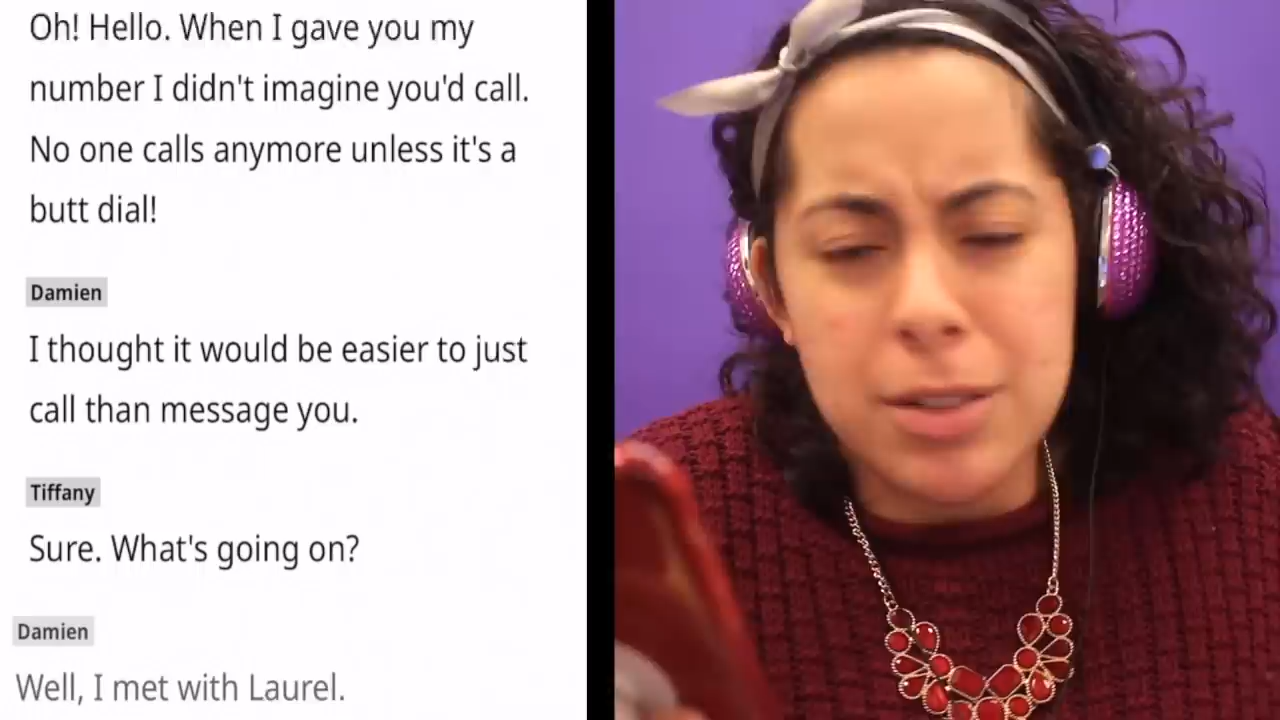 Oh! Hello. When I gave you my
number I didn't imagine you'd call.
No one calls anymore unless it's a
butt dial!
Damien
I thought it would be easier to just
call than message you.
Tiffany
Sure. What's going on?
Damien
Well, I met with Laurel.